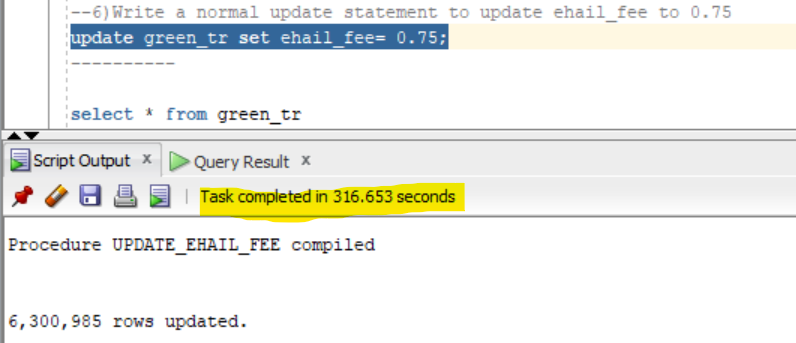 --6)Write a normal update statement to update ehail_fee to 0.75
update green_tr set ehail_fee= 0.75;
----------
select * from green_tr
Script Output x Query Result x
Task completed in 316.653 seconds
Procedure UPDATE_EHAIL_FEE compiled
6,300,985 rows updated.